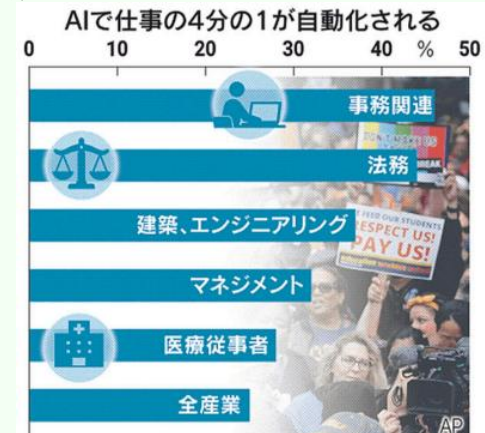 AIで仕事の4分の1が自動化される
0 10 20 30 40 % 50
事務関連
法務
建築、エンジニアリング
RESPECT US!
PAY US!
マネジメント
医療従事者
全産業
AP